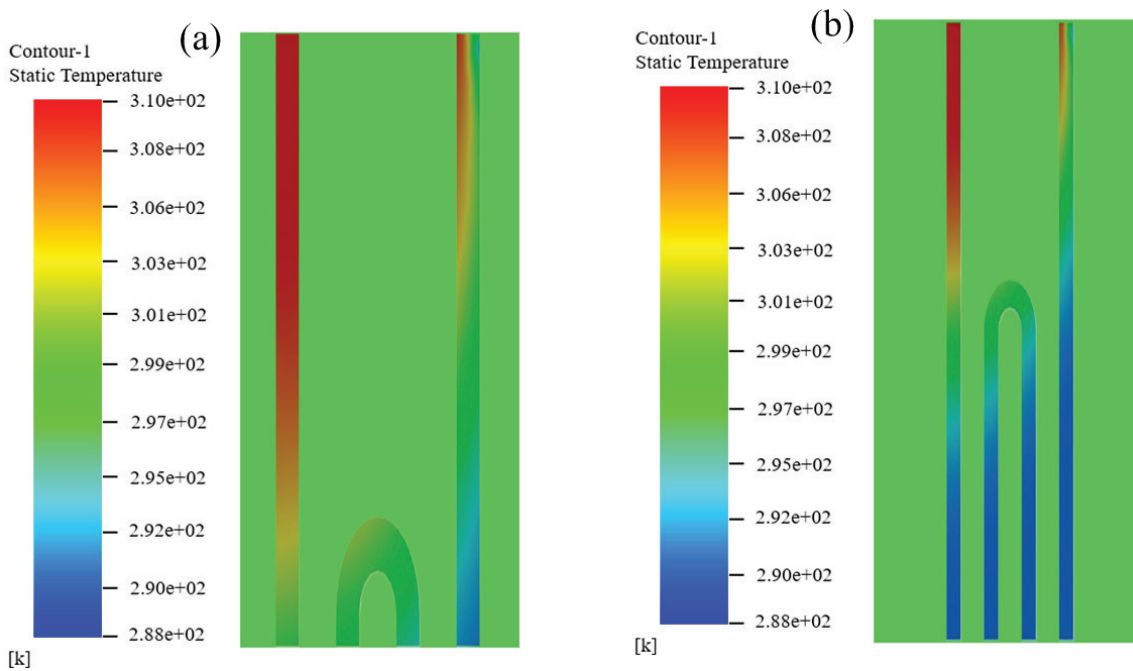 (a)
Contour-1
Static Temperature
3.10e+02
3.08e+02
3.06e+02
3.03e+02
3.01e+02
2.99e+02
2.97e+02
2.95e+02
2.92e+02
2.90e+02
2.88e+02
[k]
(b)
Contour-1
Static Temperature
3.10e+02
3.08e+02
3.06e+02
3.03e+02
3.01e+02
2.99e+02
2.97e+02
2.95e+02
2.92e+02
2.90e+02
2.88e+02
[k]